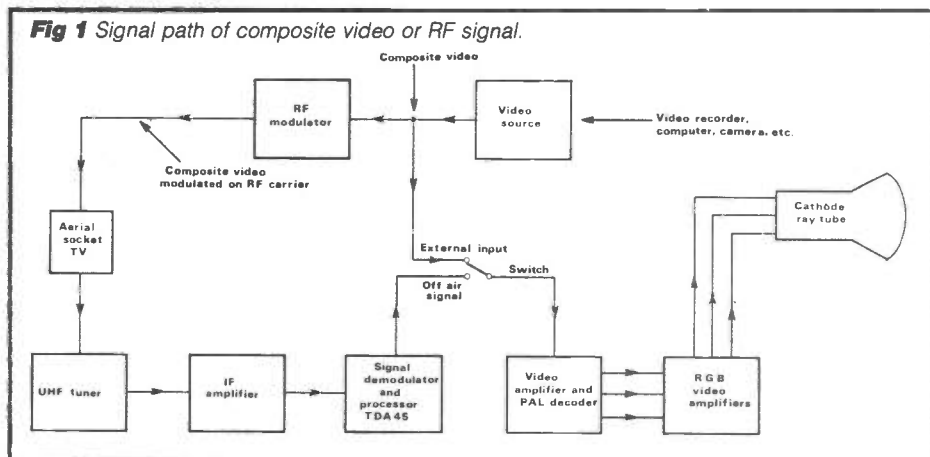 Fig 1 Signal path of composite video or RF signal.
Composite video
RF
modulator
Video
source
Video recorder,
computer, camera, etc.
Composite video
modulated on RF carrier
Cathode
ray tube
Aerial
socket
TV
External input
Switch
Off air
signal
UHF tuner
IF
amplifier
Signal
demodulator
and
processor
TDA45
Video
amplifier and
PAL decoder
RGB
video
amplifiers